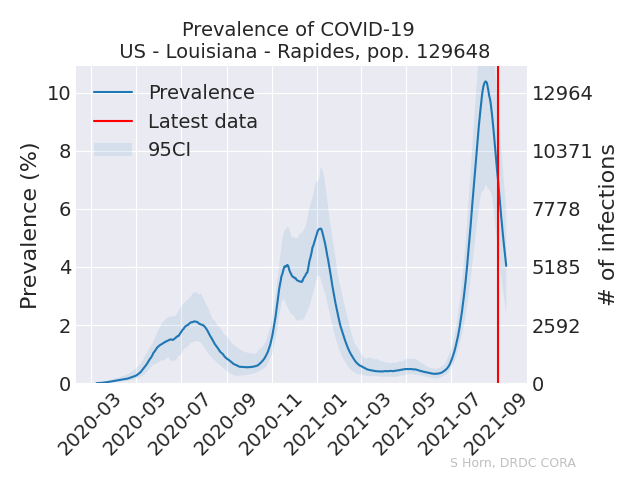 Prevalence of COVID-19
US - Louisiana - Rapides, pop. 129648
Prevalence
Latest data
95CI
Prevalence (%)
10
8
6
4
2
0
12964
10371
7778
5185
2592
0
# of infections
2020-03
2020-05
2020-07
2020-09
2020-11
2021-01
2021-03
2021-05
2021-07
2021-09
S Horn, DRDC CORA